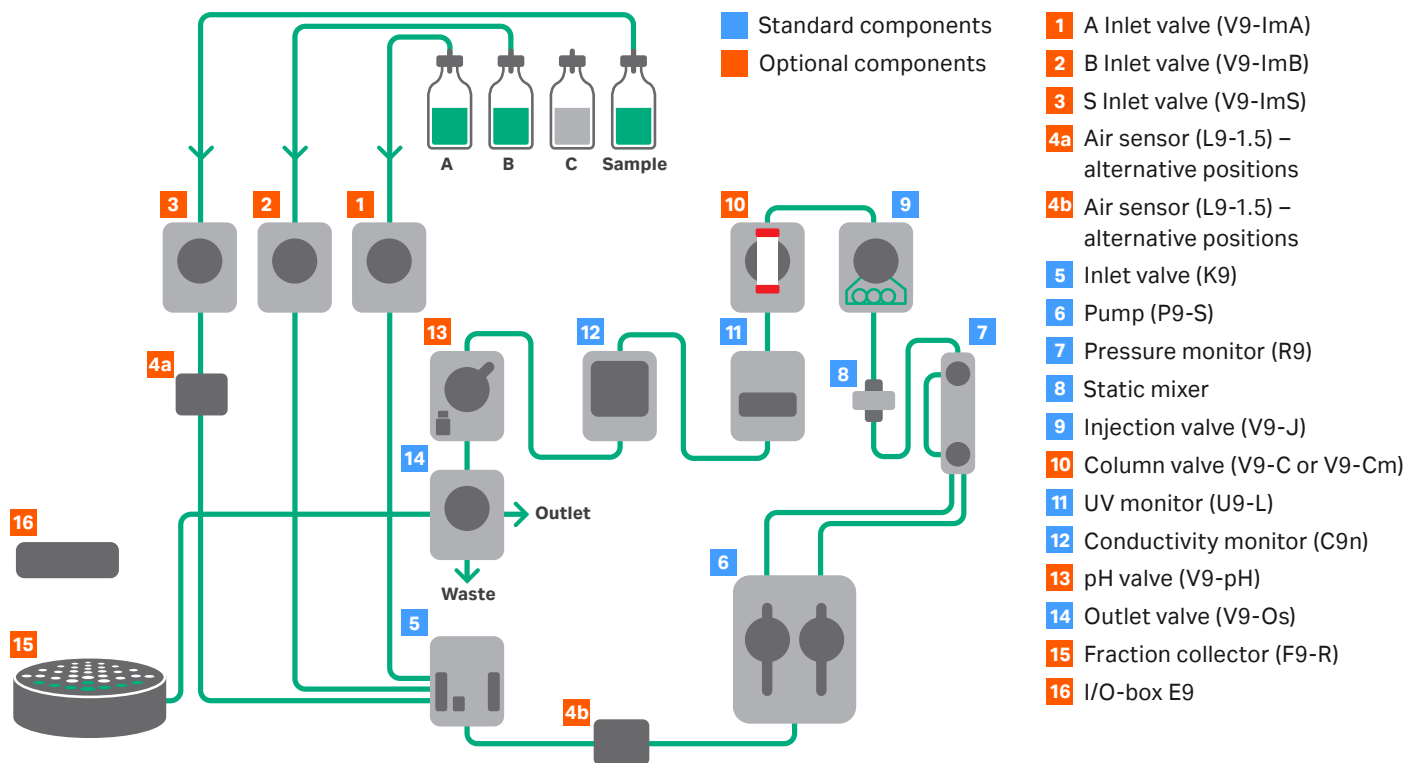 Standard components
Optional components
A
B
C
Sample
3
2
1
10
9
13
12
11
7
4a
8
14
Outlet
16
Waste
6
5
15
4b
1 A Inlet valve (V9-ImA)
2 B Inlet valve (V9-ImB)
3 S Inlet valve (V9-ImS)
4a Air sensor (L9-1.5) –
alternative positions
4b Air sensor (L9-1.5) –
alternative positions
5 Inlet valve (K9)
6 Pump (P9-S)
7 Pressure monitor (R9)
8 Static mixer
9 Injection valve (V9-J)
10 Column valve (V9-C or V9-Cm)
11 UV monitor (U9-L)
12 Conductivity monitor (C9n)
13 pH valve (V9-pH)
14 Outlet valve (V9-Os)
15 Fraction collector (F9-R)
16 I/O-box E9